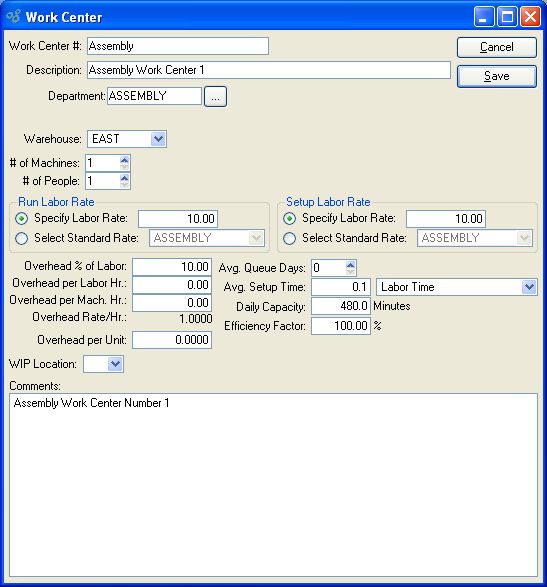 Work Center
Work Center #: Assembly
Cancel
Description: Assembly Work Center 1
Save
Department: ASSEMBLY ...
Warehouse: EAST
# of Machines: 1
# of People: 1
Run Labor Rate
Specify Labor Rate: 10.00
Select Standard Rate: ASSEMBLY
Setup Labor Rate
Specify Labor Rate: 10.00
Select Standard Rate: ASSEMBLY
Overhead % of Labor: 10.00
Overhead per Labor Hr.: 0.00
Overhead per Mach. Hr.: 0.00
Overhead Rate/Hr.: 1.0000
Overhead per Unit: 0.0000
Avg. Queue Days: 0
Avg. Setup Time: 0.1 Labor Time
Daily Capacity: 480.0 Minutes
Efficiency Factor: 100.00 %
WIP Location:
Comments:
Assembly Work Center Number 1